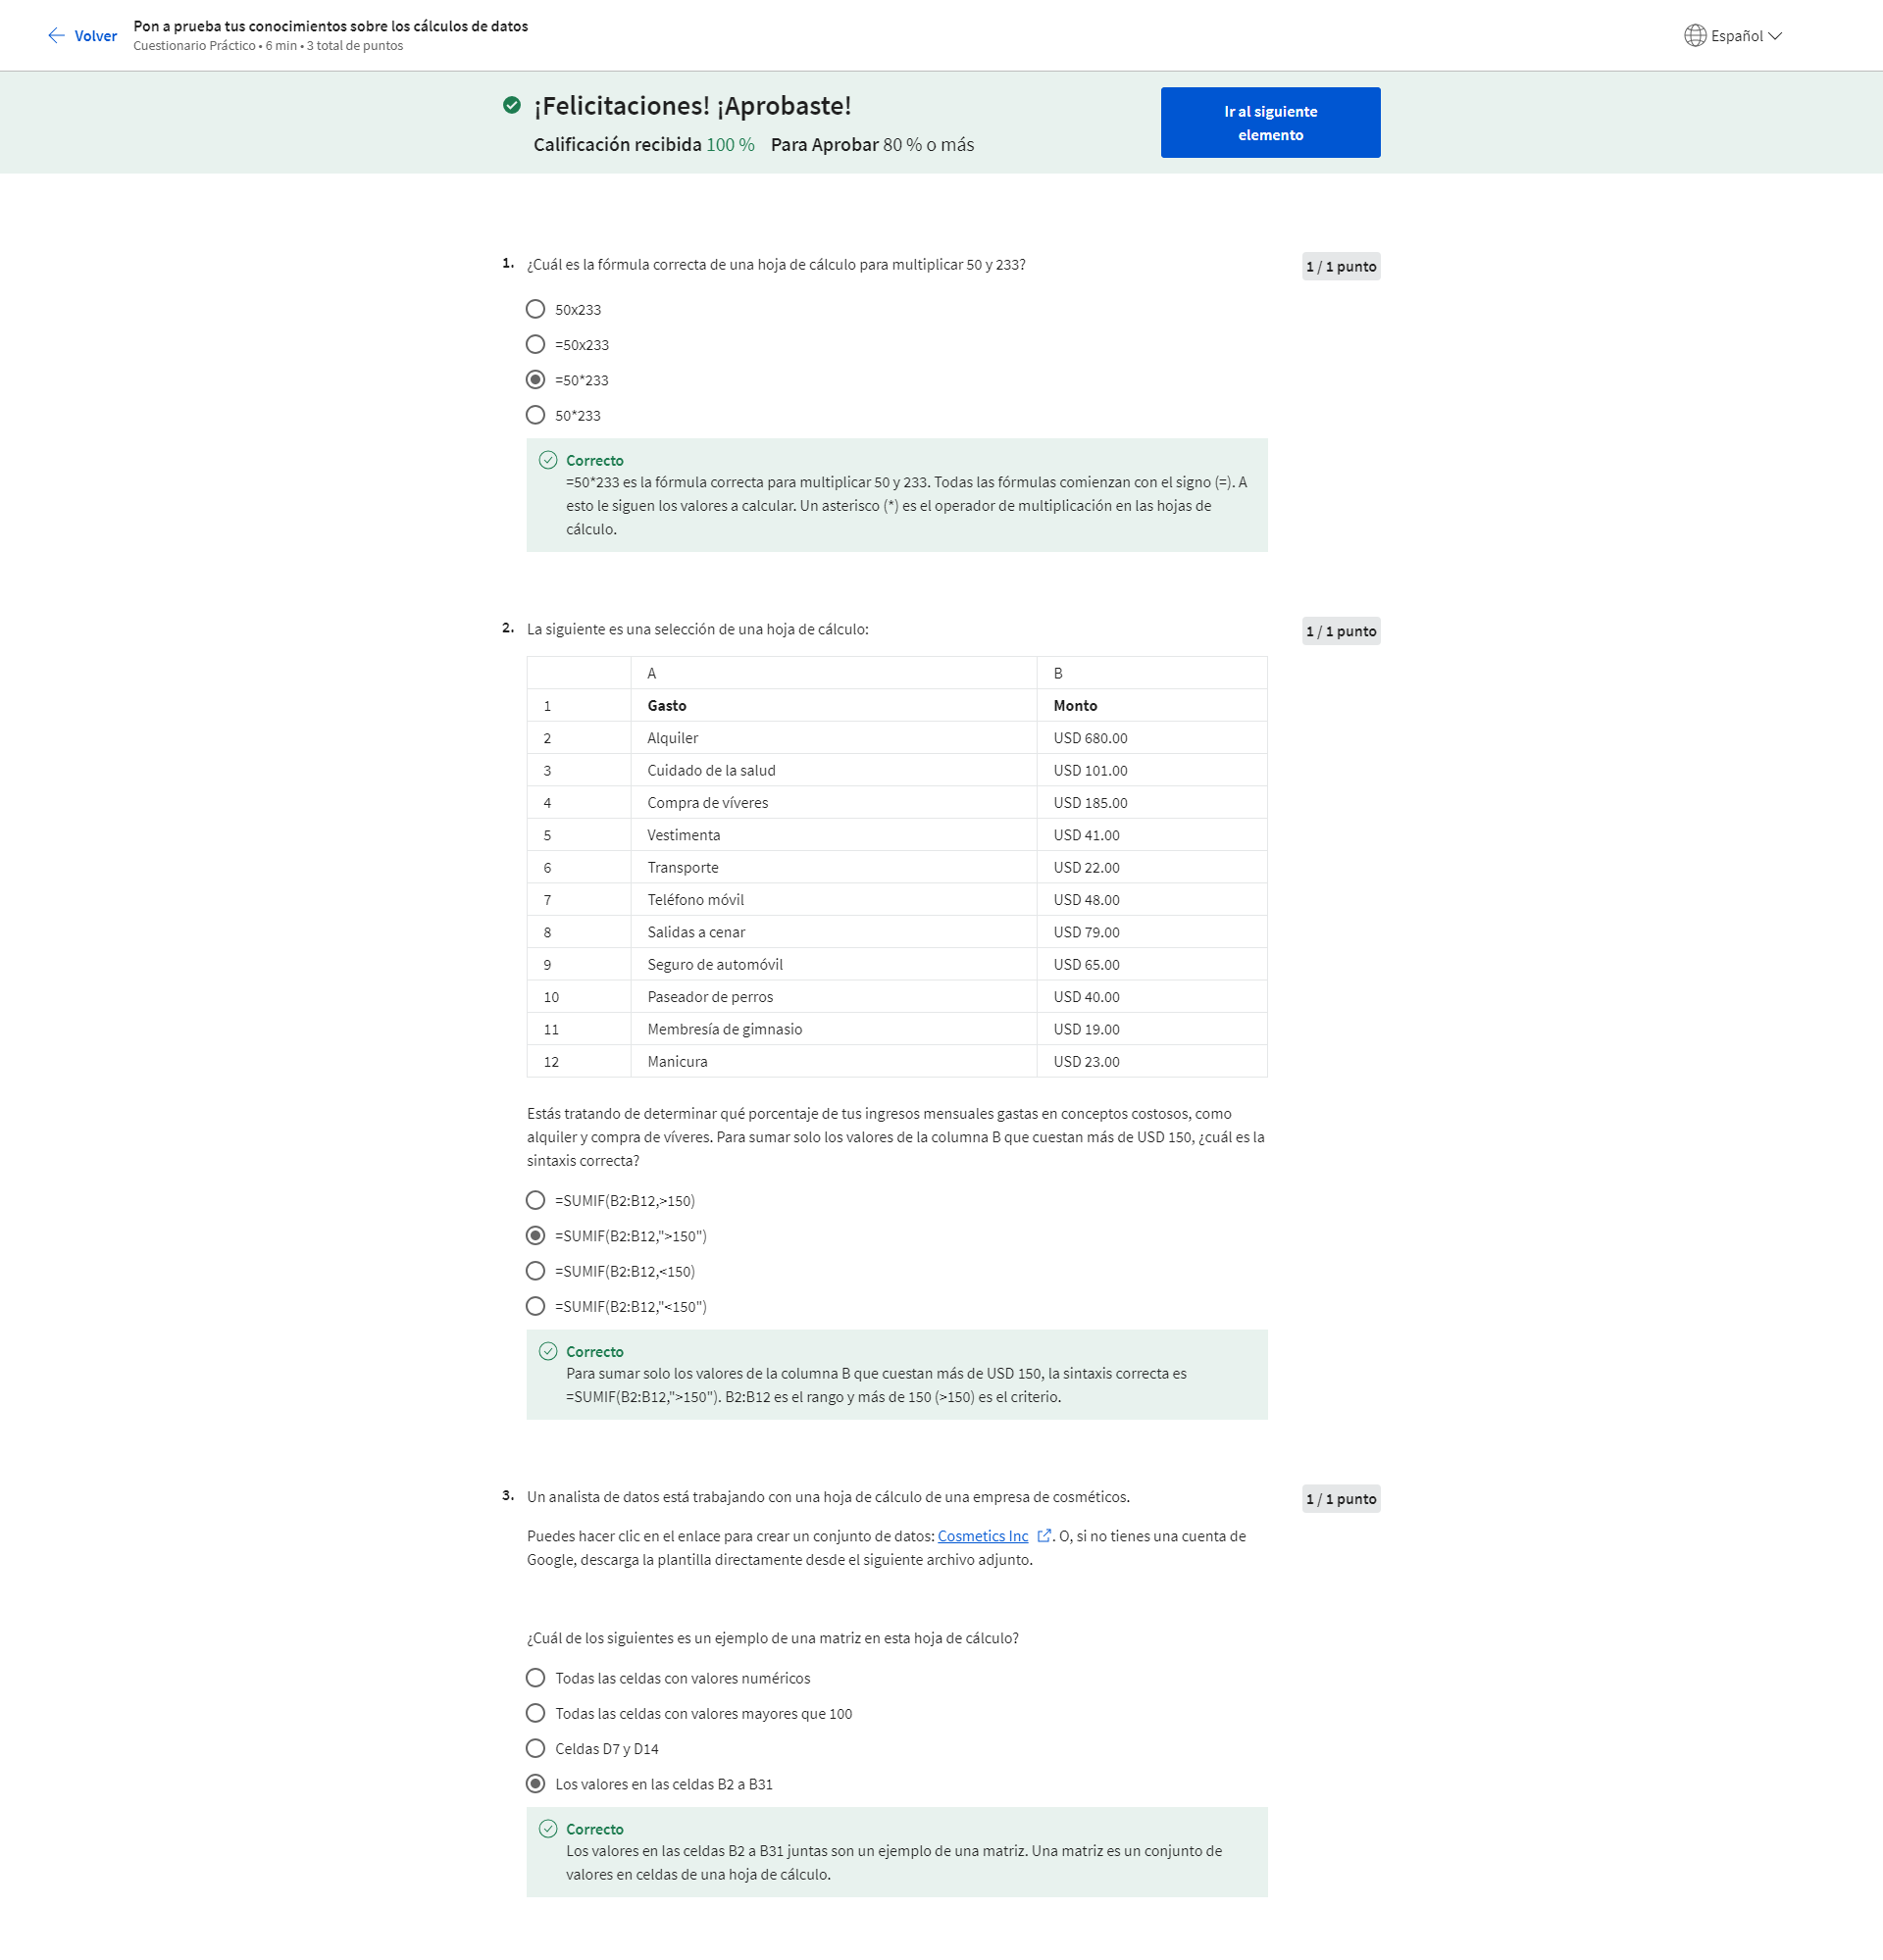 Volver
Pon a prueba tus conocimientos sobre los cálculos de datos
Cuestionario Práctico • 6 min • 3 total de puntos
Español
¡Felicitaciones! ¡Aprobaste!
Calificación recibida 100 % Para Aprobar 80 % o más
Ir al siguiente
elemento
1. ¿Cuál es la fórmula correcta de una hoja de cálculo para multiplicar 50 y 233?
1 / 1 punto
50x233
=50x233
=50*233
50*233
Correcto
=50*233 es la fórmula correcta para multiplicar 50 y 233. Todas las fórmulas comienzan con el signo (=). A
esto le siguen los valores a calcular. Un asterisco (*) es el operador de multiplicación en las hojas de
cálculo.
2. La siguiente es una selección de una hoja de cálculo:
1 / 1 punto
A B
1 Gasto Monto
2 Alquiler USD 680.00
3 Cuidado de la salud USD 101.00
4 Compra de víveres USD 185.00
5 Vestimenta USD 41.00
6 Transporte USD 22.00
7 Teléfono móvil USD 48.00
8 Salidas a cenar USD 79.00
9 Seguro de automóvil USD 65.00
10 Paseador de perros USD 40.00
11 Membresía de gimnasio USD 19.00
12 Manicura USD 23.00
Estás tratando de determinar qué porcentaje de tus ingresos mensuales gastas en conceptos costosos, como
alquiler y compra de víveres. Para sumar solo los valores de la columna B que cuestan más de USD 150, ¿cuál es la
sintaxis correcta?
=SUMIF(B2:B12,>150)
=SUMIF(B2:B12,">150")
=SUMIF(B2:B12,<150)
=SUMIF(B2:B12,"<150")
Correcto
Para sumar solo los valores de la columna B que cuestan más de USD 150, la sintaxis correcta es
=SUMIF(B2:B12,">150"). B2:B12 es el rango y más de 150 (>150) es el criterio.
3. Un analista de datos está trabajando con una hoja de cálculo de una empresa de cosméticos.
1 / 1 punto
Puedes hacer clic en el enlace para crear un conjunto de datos: Cosmetics Inc . O, si no tienes una cuenta de
Google, descarga la plantilla directamente desde el siguiente archivo adjunto.
¿Cuál de los siguientes es un ejemplo de una matriz en esta hoja de cálculo?
Todas las celdas con valores numéricos
Todas las celdas con valores mayores que 100
Celdas D7 y D14
Los valores en las celdas B2 a B31
Correcto
Los valores en las celdas B2 a B31 juntas son un ejemplo de una matriz. Una matriz es un conjunto de
valores en celdas de una hoja de cálculo.